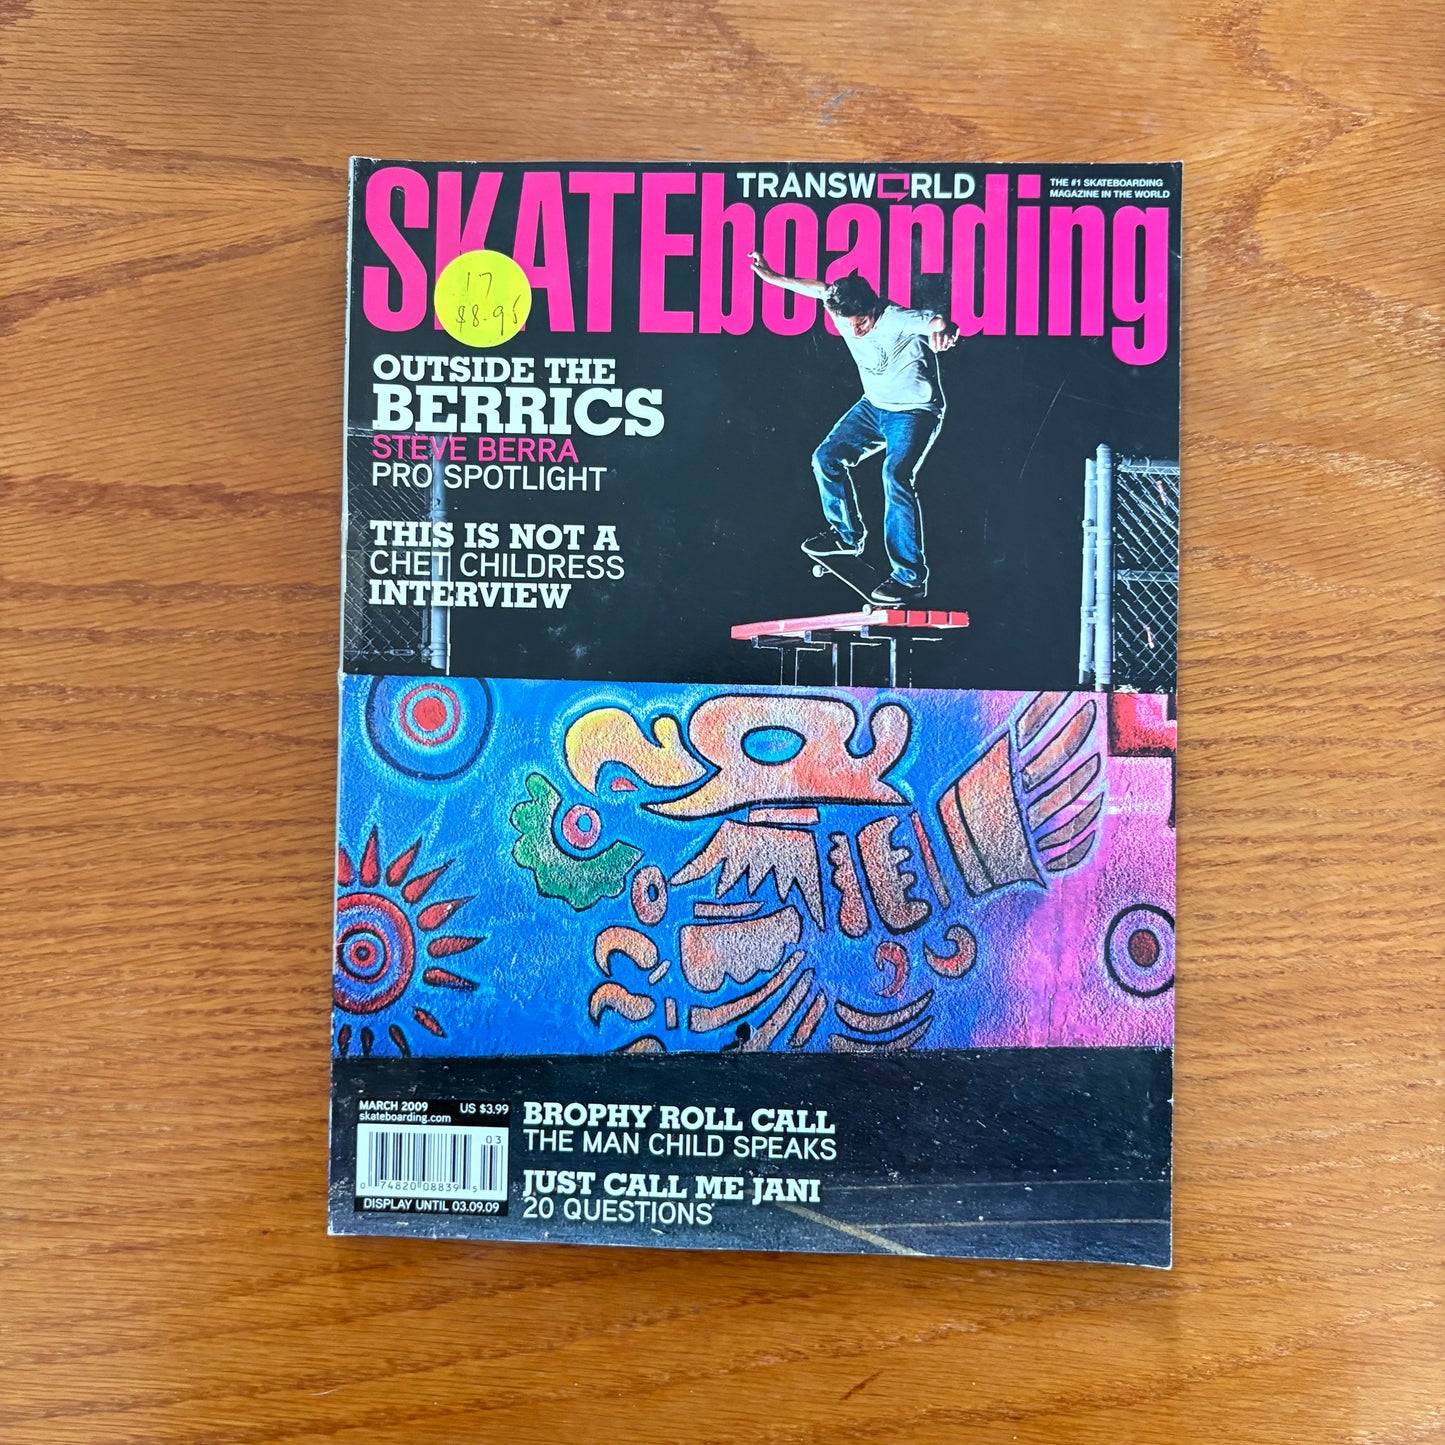 TRANSWORLD
SKATEboarding
THE #1 SKATEBOARDING
MAGAZINE IN THE WORLD
17
$8.95
OUTSIDE THE
BERRICS
STEVE BERRA
PRO SPOTLIGHT
THIS IS NOT A
CHET CHILDRESS
INTERVIEW
MARCH 2009 US $3.99
skateboarding.com
03
0 74820 08839 5
DISPLAY UNTIL 03.09.09
BROPHY ROLL CALL
THE MAN CHILD SPEAKS
JUST CALL ME JANI
20 QUESTIONS